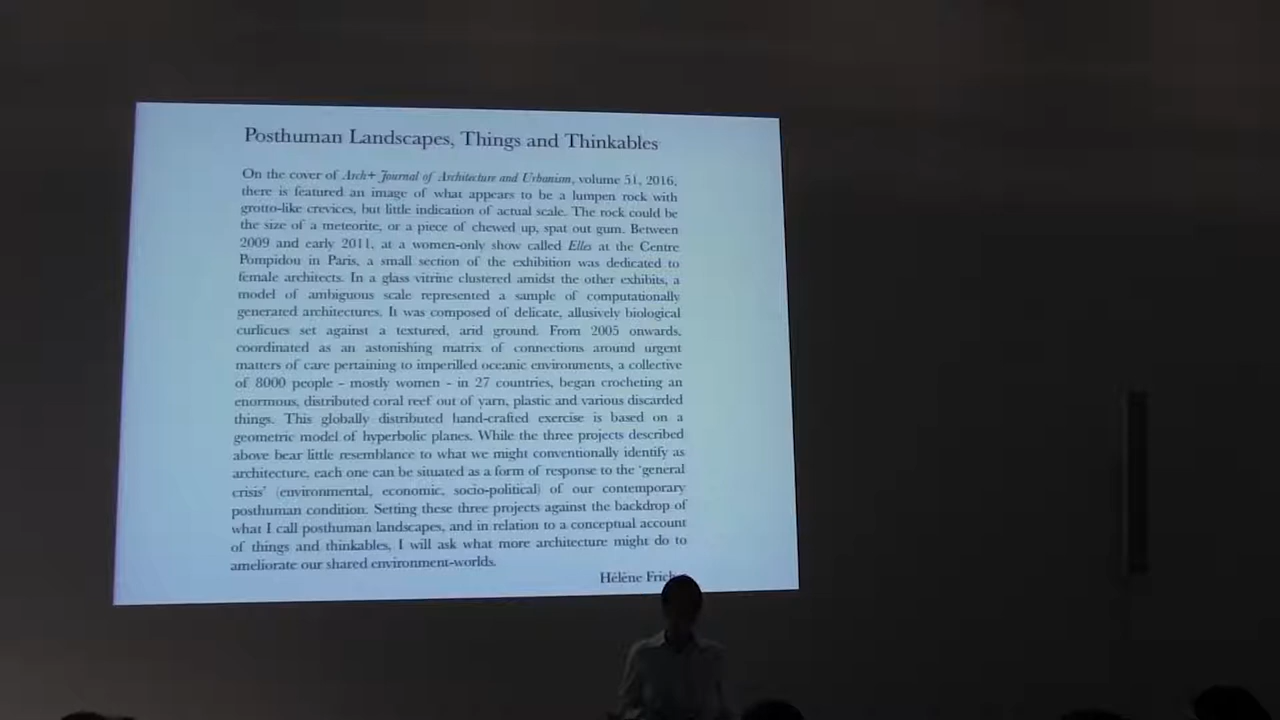 Posthuman Landscapes, Things and Thinkables
On the cover of Arch+ Journal of Architecture and Urbanism, volume 51, 2016,
there is featured an image of what appears to be a lumpen rock with
grotto-like crevices, but little indication of actual scale. The rock could be
the size of a meteorite, or a piece of chewed up, spat out gum. Between
2009 and early 2011, at a women-only show called Elles at the Centre
Pompidou in Paris, a small section of the exhibition was dedicated to
female architects. In a glass vitrine clustered amidst the other exhibits, a
model of ambiguous scale represented a sample of computationally
generated architectures. It was composed of delicate, allusively biological
curlicues set against a textured, arid ground. From 2005 onwards,
coordinated as an astonishing matrix of connections around urgent
matters of care pertaining to imperilled oceanic environments, a collective
of 8000 people – mostly women – in 27 countries, began crocheting an
enormous, distributed coral reef out of yarn, plastic and various discarded
things. This globally distributed hand-crafted exercise is based on a
geometric model of hyperbolic planes. While the three projects described
above bear little resemblance to what we might conventionally identify as
architecture, each one can be situated as a form of response to the 'general
crisis' (environmental, economic, socio-political) of our contemporary
posthuman condition. Setting these three projects against the backdrop of
what I call posthuman landscapes, and in relation to a conceptual account
of things and thinkables, I will ask what more architecture might do to
ameliorate our shared environment-worlds.
Hélène